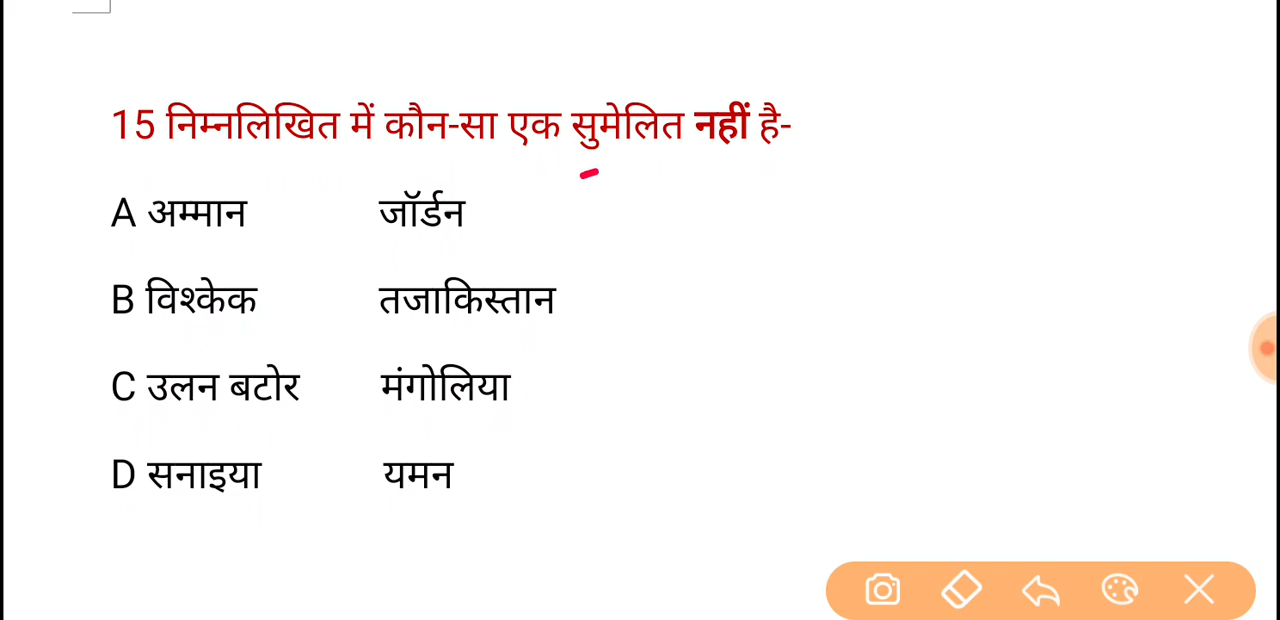 15 निम्नलिखित में कौन-सा एक सुमेलित नहीं है-
A अम्मान जॉर्डन
B विश्केक तजाकिस्तान
C उलन बटोर मंगोलिया
D सनाइया यमन